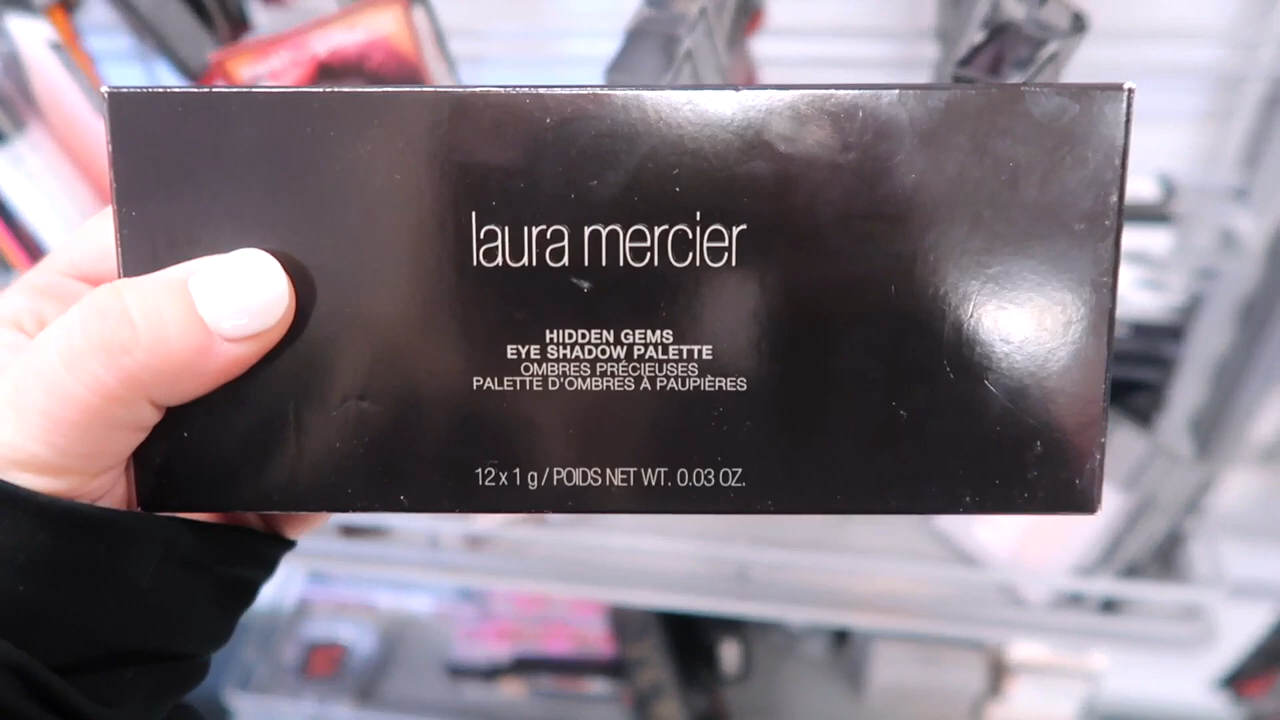 laura mercier
HIDDEN GEMS
EYE SHADOW PALETTE
OMBRES PRÉCIEUSES
PALETTE D'OMBRES À PAUPIÈRES
12 x 1 g / POIDS NET WT. 0.03 OZ.